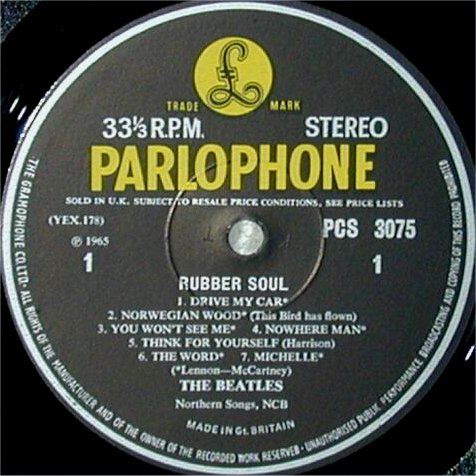 £
TRADE MARK
33⅓ R.P.M. STEREO
PARLOPHONE
SOLD IN U.K. SUBJECT TO RESALE PRICE CONDITIONS, SEE PRICE LISTS
(YEX.178) PCS 3075
℗ 1965
1 1
RUBBER SOUL
1. DRIVE MY CAR*
2. NORWEGIAN WOOD* (This Bird has flown)
3. YOU WON'T SEE ME* 4. NOWHERE MAN*
5. THINK FOR YOURSELF (Harrison)
6. THE WORD* 7. MICHELLE*
(*Lennon—McCartney)
THE BEATLES
Northern Songs, NCB
MADE IN Gt. BRITAIN
THE GRAMOPHONE CO. LTD. ALL RIGHTS OF THE MANUFACTURER AND OF THE OWNER OF THE RECORDED WORK RESERVED · UNAUTHORISED PUBLIC PERFORMANCE, BROADCASTING AND COPYING OF THIS RECORD PROHIBITED